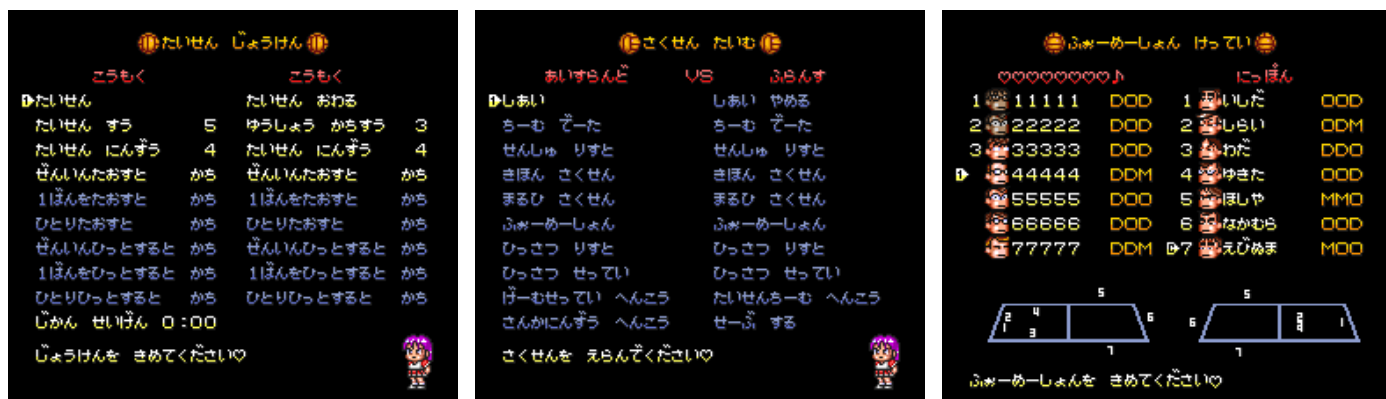 たいせん じょうけん
こうもく こうもく
たいせん たいせん おわる
たいせん すう 5 ゆうしょう かちすう 3
たいせん にんずう 4 たいせん にんずう 4
ぜんいんたおすと かち ぜんいんたおすと かち
1ばんをたおすと かち 1ばんをたおすと かち
ひとりたおすと かち ひとりたおすと かち
ぜんいんひっとすると かち ぜんいんひっとすると かち
1ばんをひっとすると かち 1ばんをひっとすると かち
ひとりひっとすると かち ひとりひっとすると かち
じかん せいげん 0:00
じょうけんを きめてください♡
さくせん たいむ
あいすらんど VS ふらんす
しあい しあい やめる
ちーむ でーた ちーむ でーた
せんしゅ りすと せんしゅ りすと
きほん さくせん きほん さくせん
まるひ さくせん まるひ さくせん
ふぉーめーしょん ふぉーめーしょん
ひっさつ りすと ひっさつ りすと
ひっさつ せってい ひっさつ せってい
げーむせってい へんこう たいせんちーむ へんこう
さんかにんずう へんこう せーぶ する
さくせんを えらんでください♡
ふぉーめーしょん けってい
♡♡♡♡♡♡♡♡♪ にっぽん
1 11111 DOD 1 いしだ OOD
2 22222 DOD 2 しらい ODM
3 33333 DOD 3 わだ DDO
44444 DDM 4 ゆきた OOD
55555 DOD 5 ほしや MMO
66666 DOD 6 なかむら OOD
77777 DDM 7 えびぬま MOO
5 5
2 4 6 6 1
1 3
7 7
ふぉーめーしょんを きめてください♡